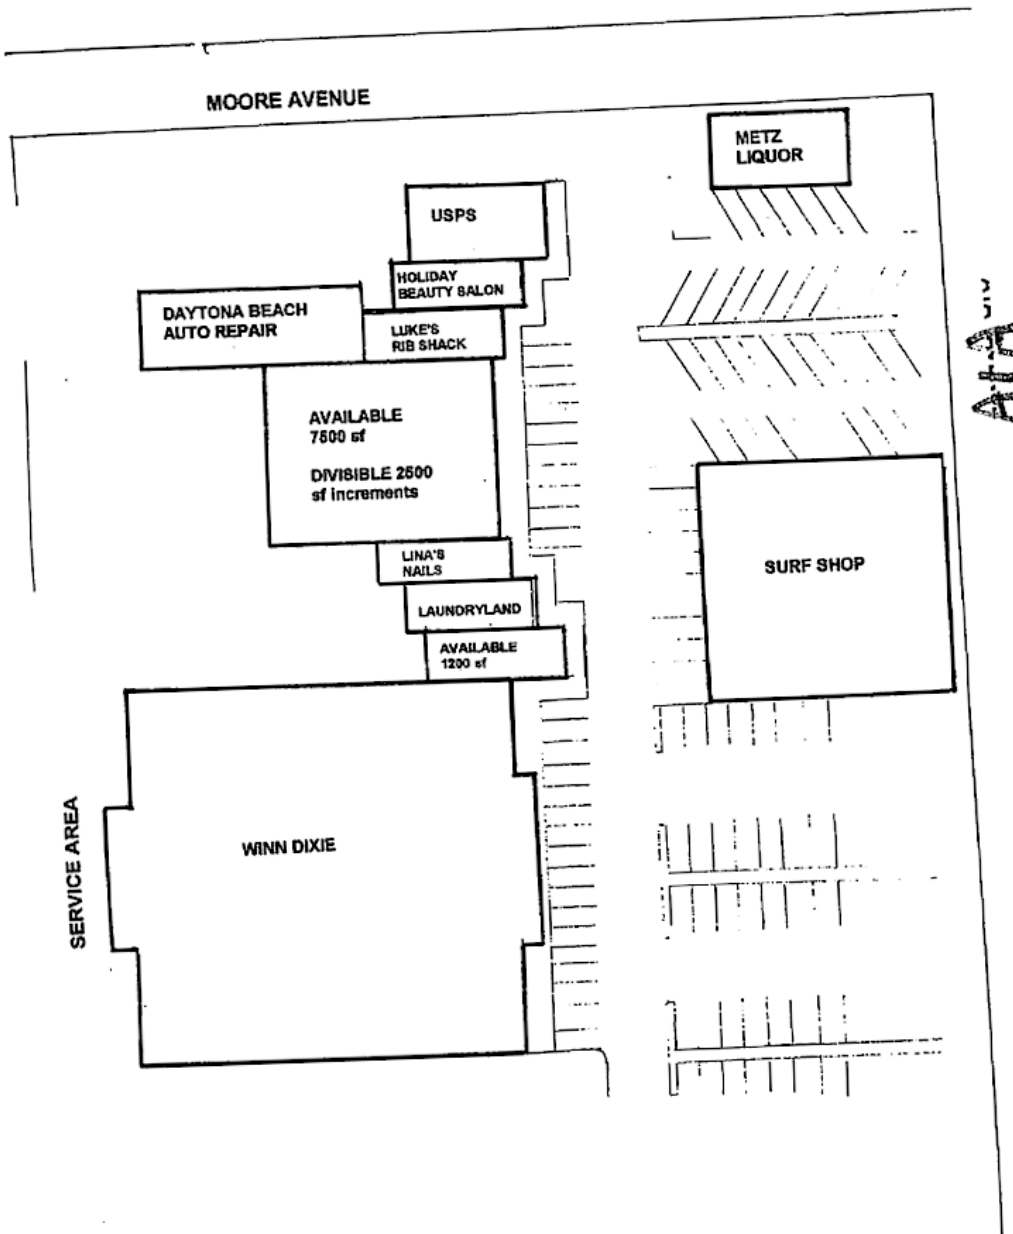 MOORE AVENUE
METZ
LIQUOR
USPS
HOLIDAY
BEAUTY SALON
DAYTONA BEACH
AUTO REPAIR
LUKE'S
RIB SHACK
AVAILABLE
7500 sf
DIVISIBLE 2500
sf increments
LINA'S
NAILS
SURF SHOP
LAUNDRYLAND
AVAILABLE
1200 sf
WINN DIXIE
SERVICE AREA